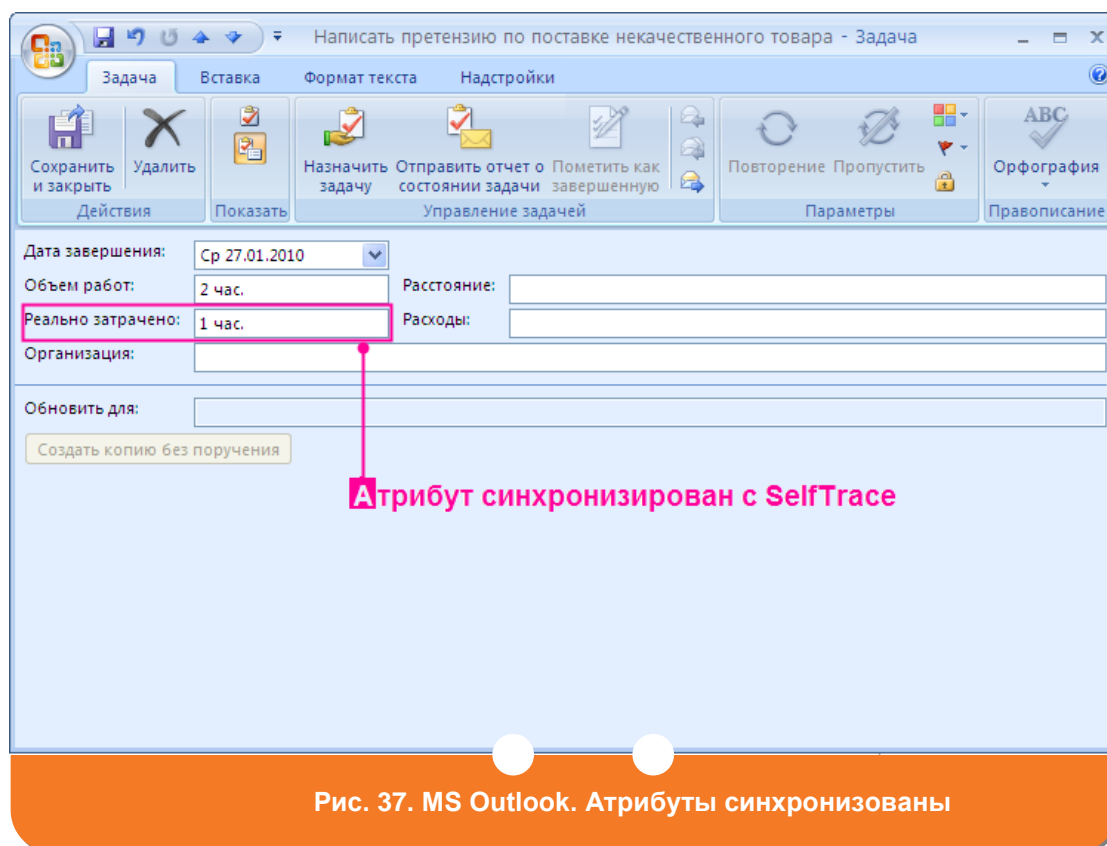 Написать претензию по поставке некачественного товара - Задача
Задача Вставка Формат текста Надстройки
Сохранить и закрыть
Удалить
Назначить задачу
Отправить отчет о состоянии задачи
Пометить как завершенную
Повторение Пропустить
ABC
Орфография
Действия Показать Управление задачей Параметры Правописание
Дата завершения: Ср 27.01.2010
Объем работ: 2 час. Расстояние:
Реально затрачено: 1 час. Расходы:
Организация:
Обновить для:
Создать копию без поручения
Атрибут синхронизирован с SelfTrace
Рис. 37. MS Outlook. Атрибуты синхронизованы